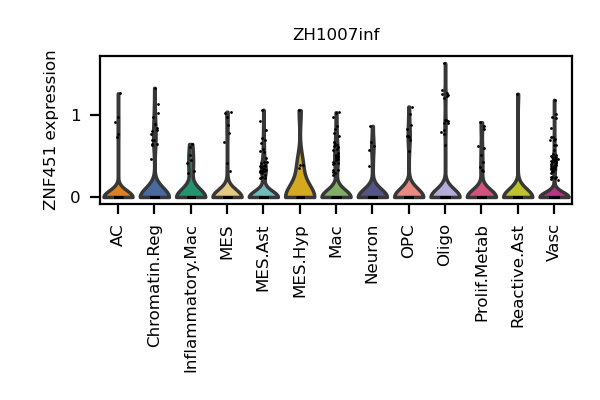 ZH1007inf
ZNF451 expression
1
0
AC
Chromatin.Reg
Inflammatory.Mac
MES
MES.Ast
MES.Hyp
Mac
Neuron
OPC
Oligo
Prolif.Metab
Reactive.Ast
Vasc